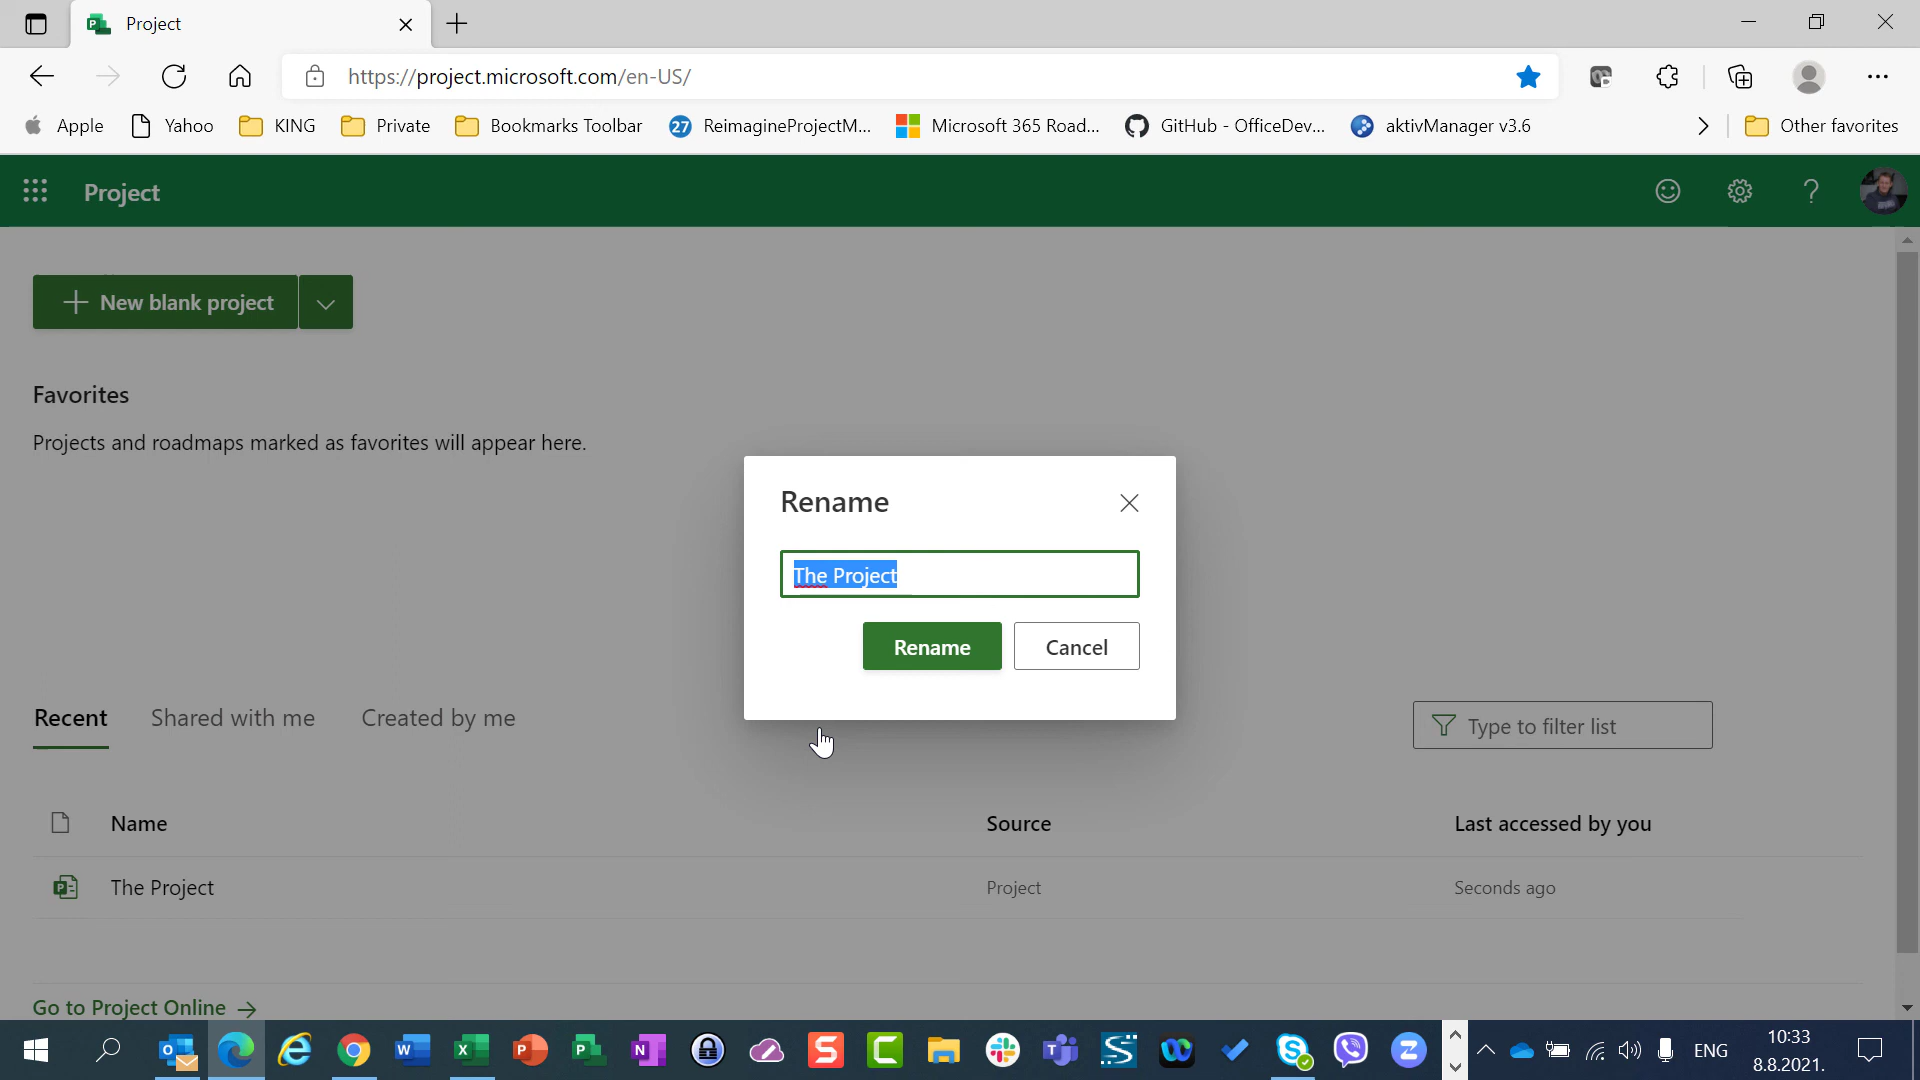 Project
https://project.microsoft.com/en-US/
Apple
Yahoo
KING
Private
Bookmarks Toolbar
27 ReimagineProjectM...
Microsoft 365 Road...
GitHub - OfficeDev...
aktivManager v3.6
Other favorites
Project
New blank project
Favorites
Projects and roadmaps marked as favorites will appear here.
Rename
The Project
Rename
Cancel
Recent
Shared with me
Created by me
Type to filter list
Name
Source
Last accessed by you
The Project
Project
Seconds ago
Go to Project Online
ENG
10:33
8.8.2021.